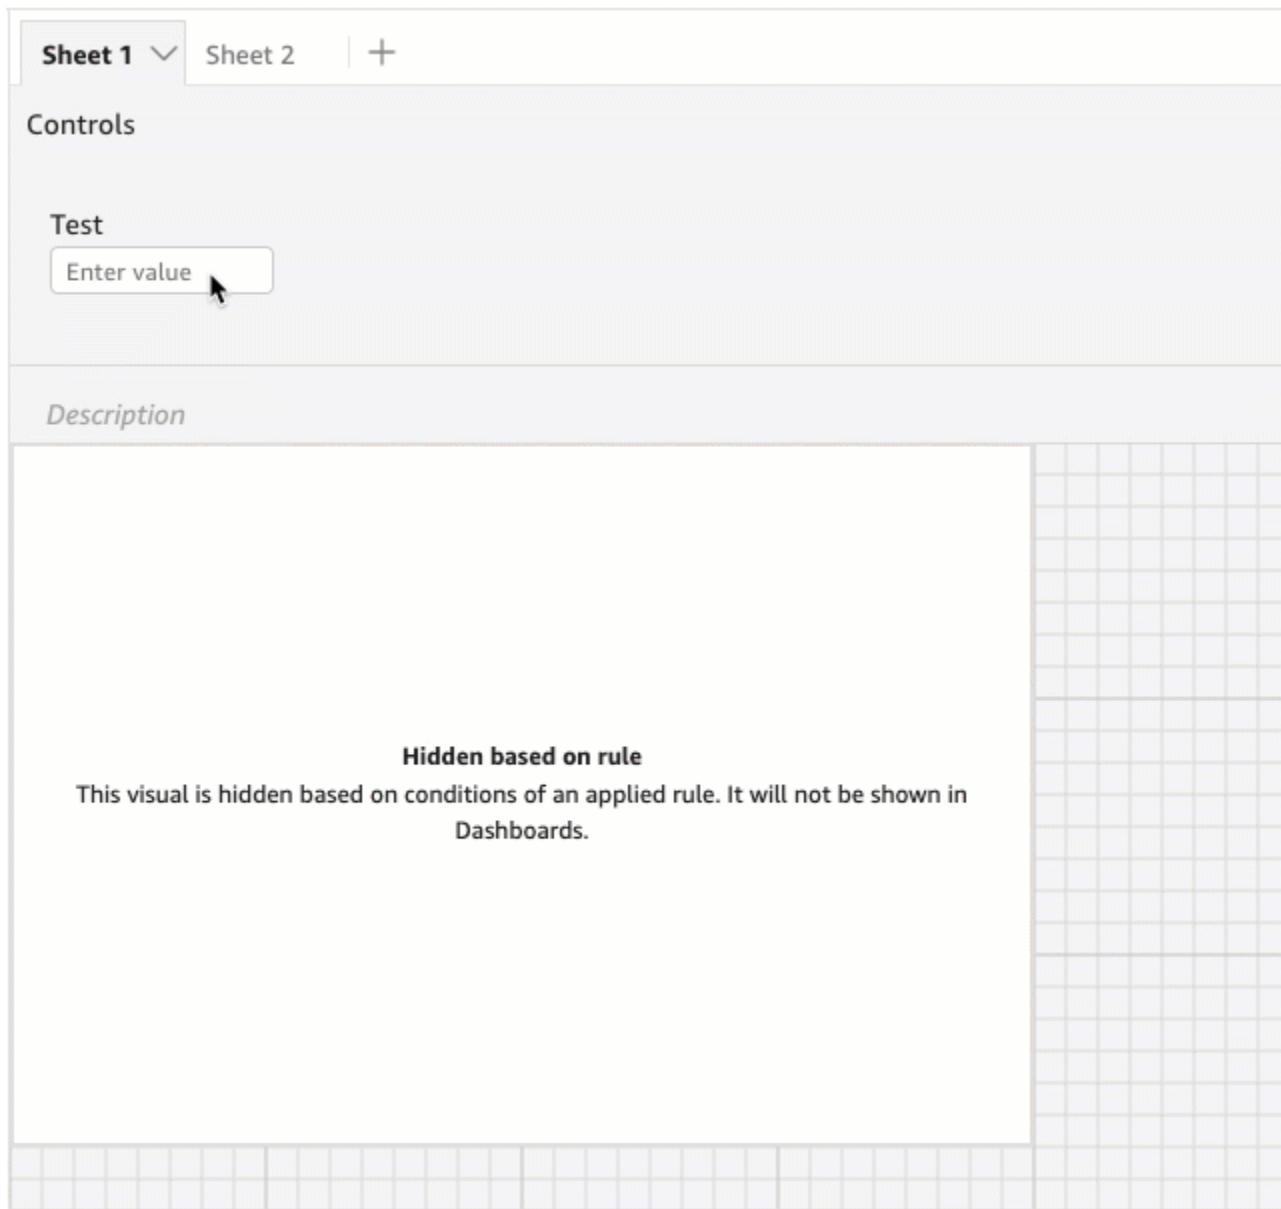 Sheet 1 Sheet 2
Controls
Test
Enter value
Description
Hidden based on rule
This visual is hidden based on conditions of an applied rule. It will not be shown in
Dashboards.